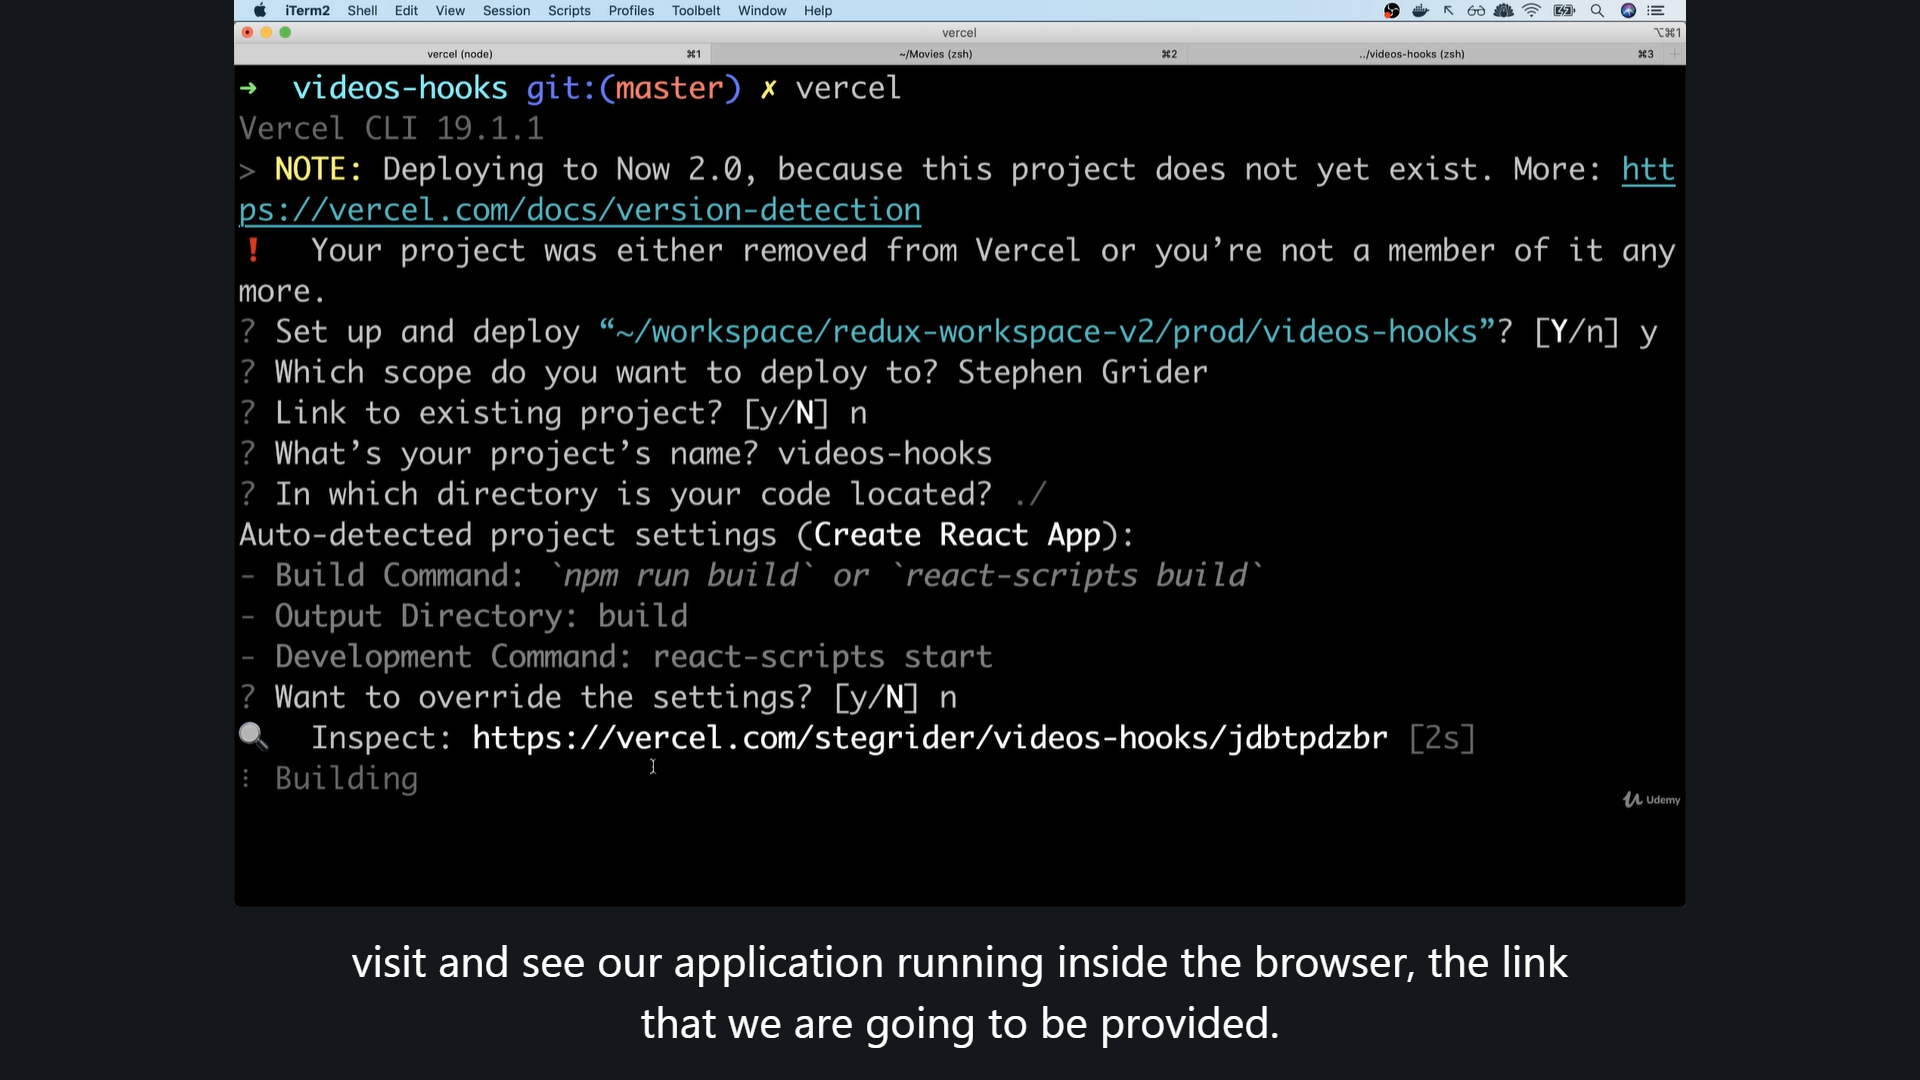 iTerm2 Shell Edit View Session Scripts Profiles Toolbelt Window Help
vercel ⌥⌘1
vercel (node) ⌘1 ~/Movies (zsh) ⌘2 ../videos-hooks (zsh) ⌘3
➜ videos-hooks git:(master) ✗ vercel
Vercel CLI 19.1.1
> NOTE: Deploying to Now 2.0, because this project does not yet exist. More: htt
ps://vercel.com/docs/version-detection
! Your project was either removed from Vercel or you’re not a member of it any
more.
? Set up and deploy “~/workspace/redux-workspace-v2/prod/videos-hooks”? [Y/n] y
? Which scope do you want to deploy to? Stephen Grider
? Link to existing project? [y/N] n
? What’s your project’s name? videos-hooks
? In which directory is your code located? ./
Auto-detected project settings (Create React App):
- Build Command: `npm run build` or `react-scripts build`
- Output Directory: build
- Development Command: react-scripts start
? Want to override the settings? [y/N] n
🔍 Inspect: https://vercel.com/stegrider/videos-hooks/jdbtpdzbr [2s]
⋮ Building
Udemy
visit and see our application running inside the browser, the link
that we are going to be provided.